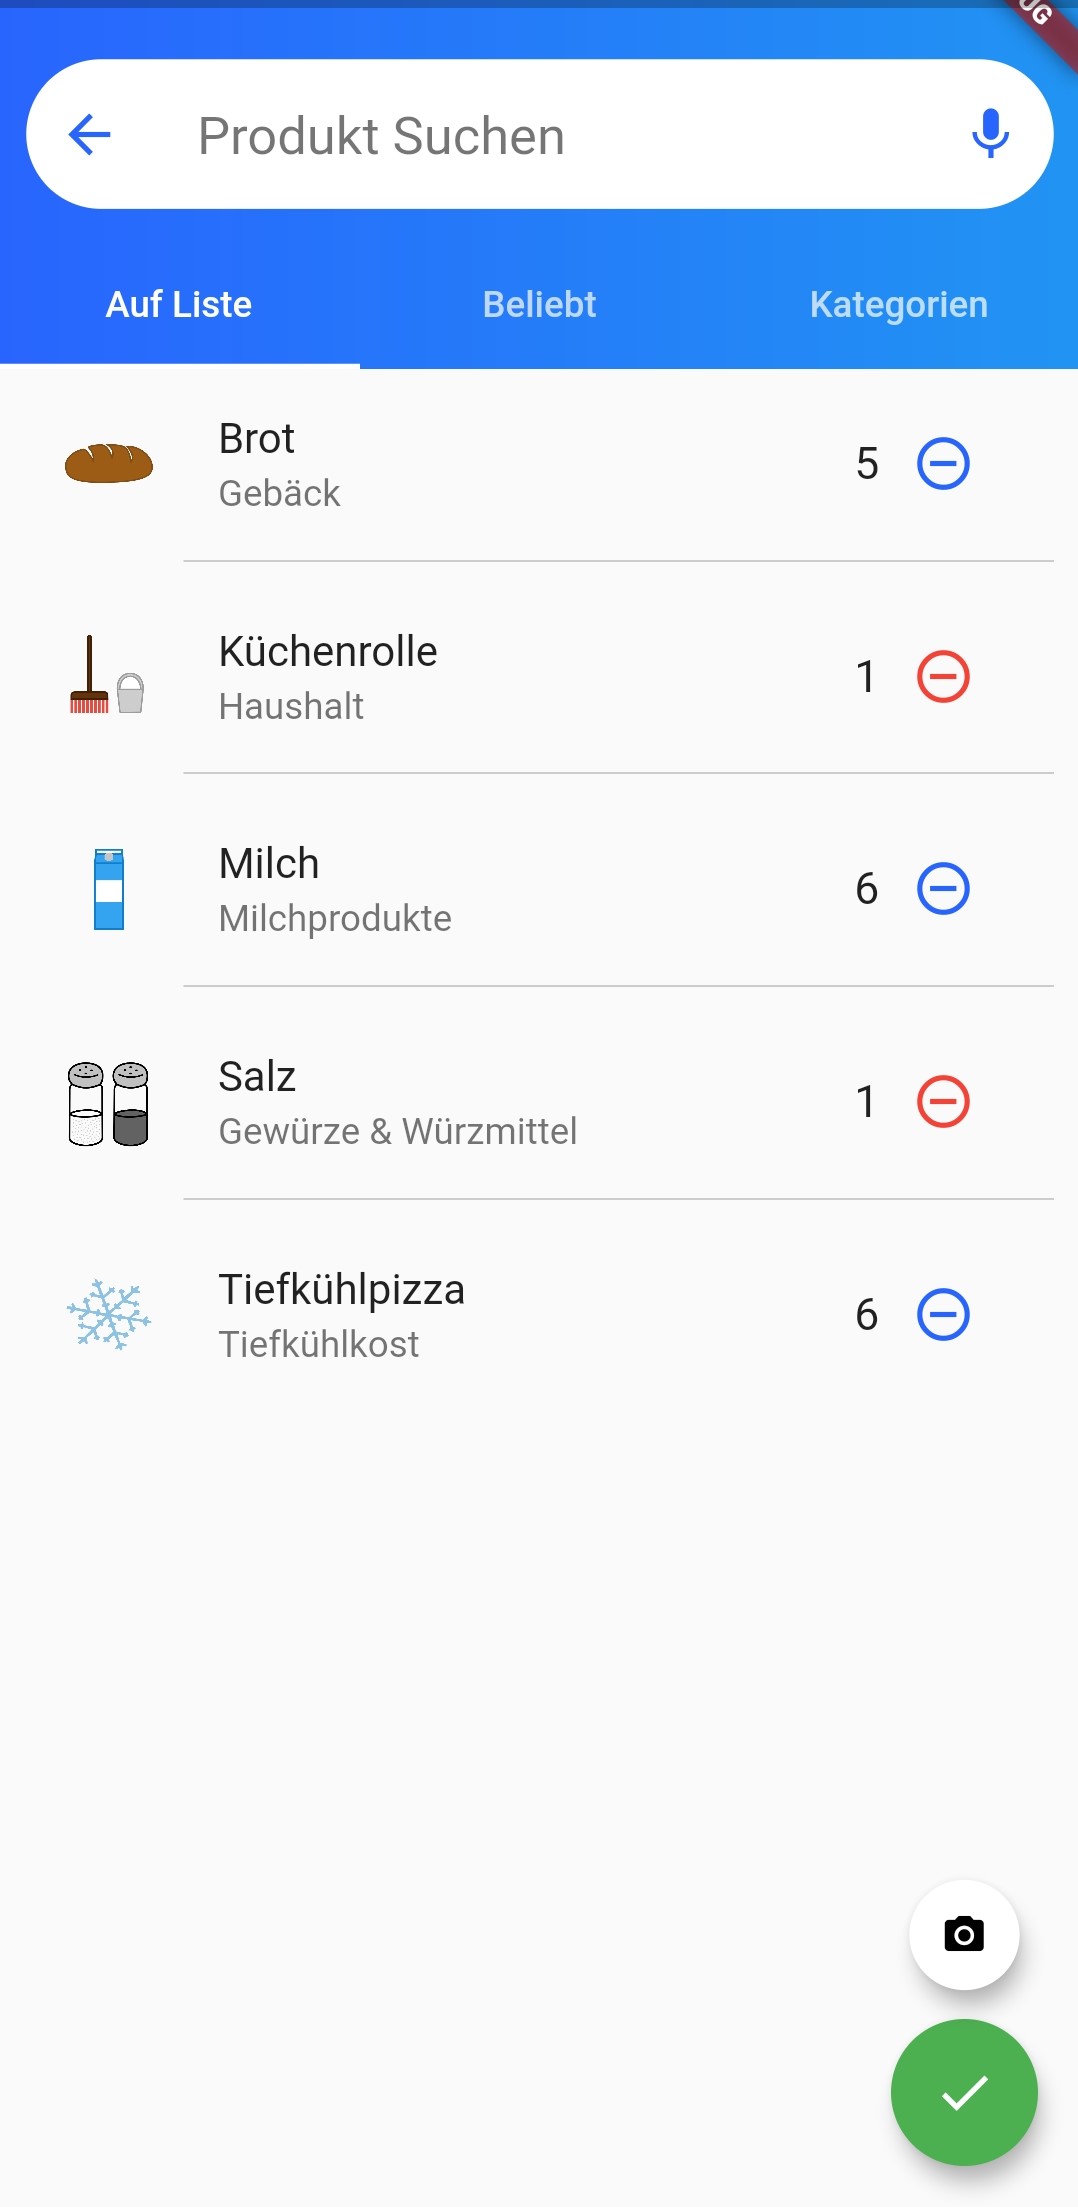 UG
Produkt Suchen
Auf Liste
Beliebt
Kategorien
Brot
Gebäck
5
Küchenrolle
Haushalt
1
Milch
Milchprodukte
6
Salz
Gewürze & Würzmittel
1
Tiefkühlpizza
Tiefkühlkost
6